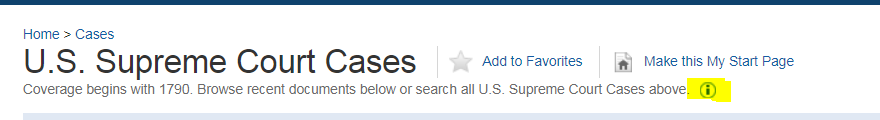 Home > Cases
U.S. Supreme Court Cases Add to Favorites Make this My Start Page
Coverage begins with 1790. Browse recent documents below or search all U.S. Supreme Court Cases above. i